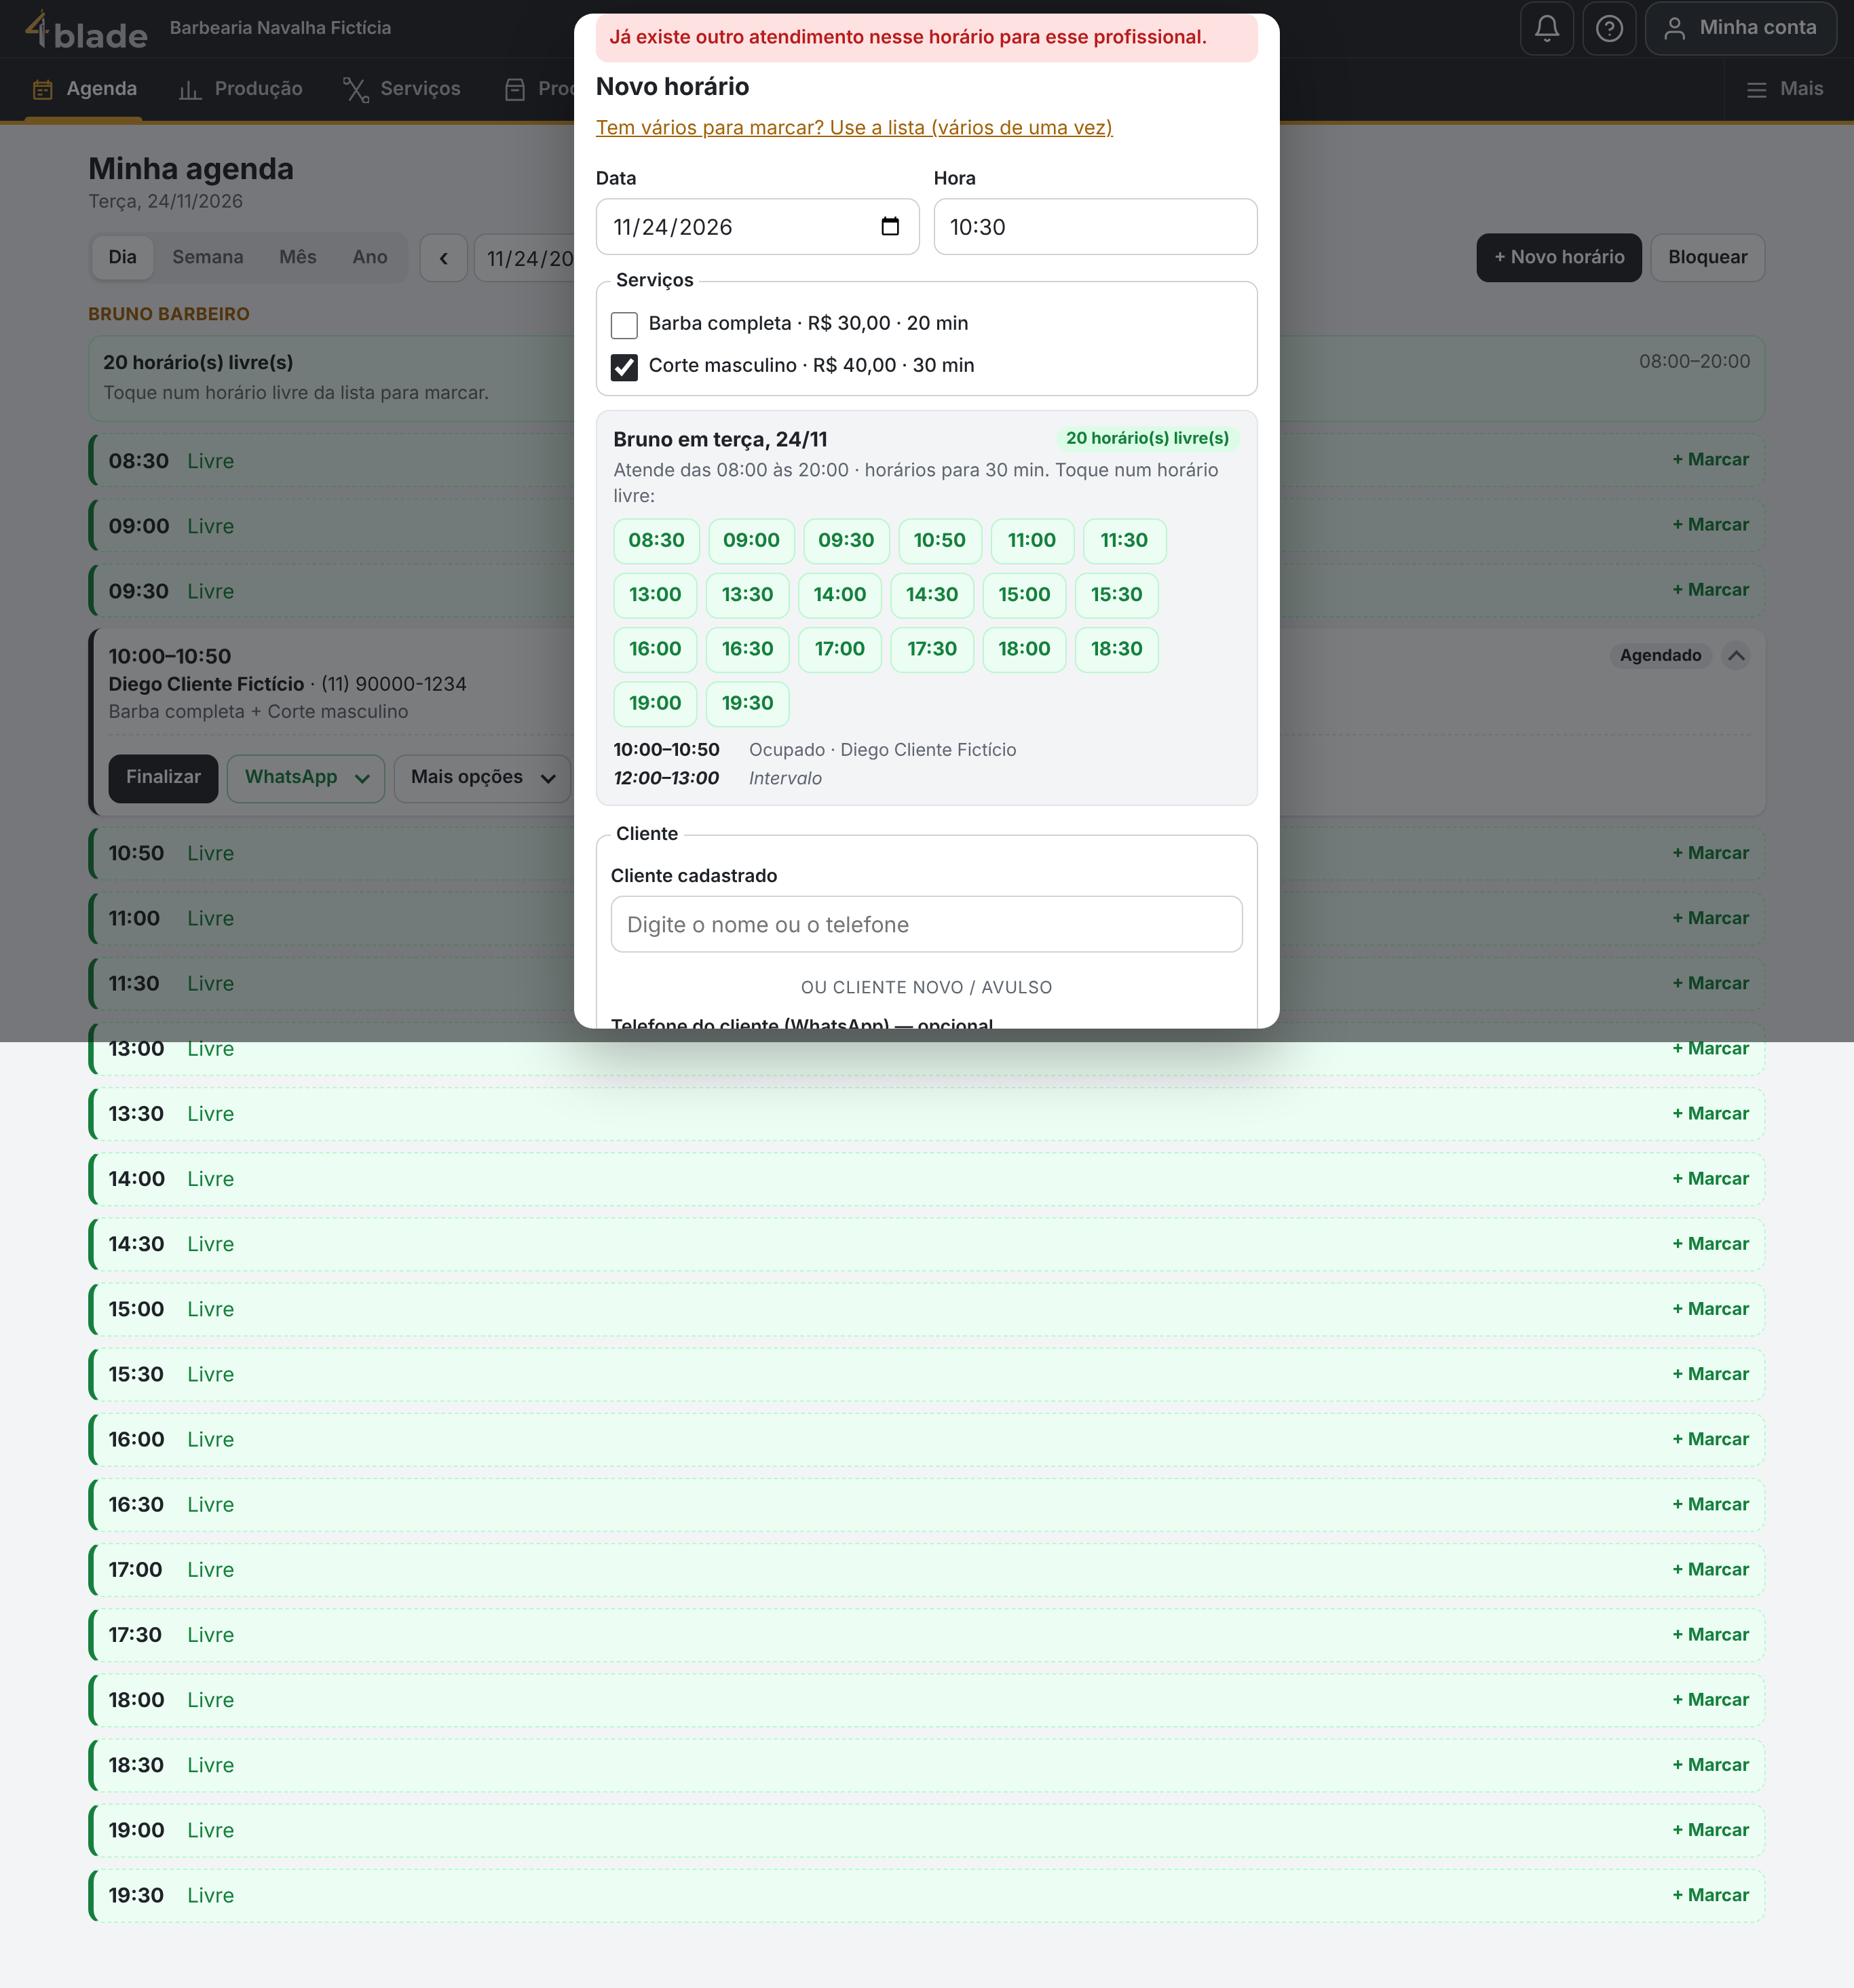 4blade
Barbearia Navalha Fictícia
Minha conta
Agenda
Produção
Serviços
Mais
Minha agenda
Terça, 24/11/2026
Dia
Semana
Mês
Ano
‹
11/24/20
+ Novo horário
Bloquear
BRUNO BARBEIRO
20 horário(s) livre(s)
08:00–20:00
Toque num horário livre da lista para marcar.
08:30 Livre + Marcar
09:00 Livre + Marcar
09:30 Livre + Marcar
10:00–10:50
Agendado
Diego Cliente Fictício · (11) 90000-1234
Barba completa + Corte masculino
Finalizar
WhatsApp
Mais opções
10:50 Livre + Marcar
11:00 Livre + Marcar
11:30 Livre + Marcar
13:00 Livre + Marcar
13:30 Livre + Marcar
14:00 Livre + Marcar
14:30 Livre + Marcar
15:00 Livre + Marcar
15:30 Livre + Marcar
16:00 Livre + Marcar
16:30 Livre + Marcar
17:00 Livre + Marcar
17:30 Livre + Marcar
18:00 Livre + Marcar
18:30 Livre + Marcar
19:00 Livre + Marcar
19:30 Livre + Marcar
Já existe outro atendimento nesse horário para esse profissional.
Novo horário
Tem vários para marcar? Use a lista (vários de uma vez)
Data
Hora
11/24/2026
10:30
Serviços
Barba completa · R$ 30,00 · 20 min
Corte masculino · R$ 40,00 · 30 min
Bruno em terça, 24/11
20 horário(s) livre(s)
Atende das 08:00 às 20:00 · horários para 30 min. Toque num horário
livre:
08:30 09:00 09:30 10:50 11:00 11:30
13:00 13:30 14:00 14:30 15:00 15:30
16:00 16:30 17:00 17:30 18:00 18:30
19:00 19:30
10:00–10:50 Ocupado · Diego Cliente Fictício
12:00–13:00 Intervalo
Cliente
Cliente cadastrado
Digite o nome ou o telefone
OU CLIENTE NOVO / AVULSO
Telefone do cliente (WhatsApp) — opcional